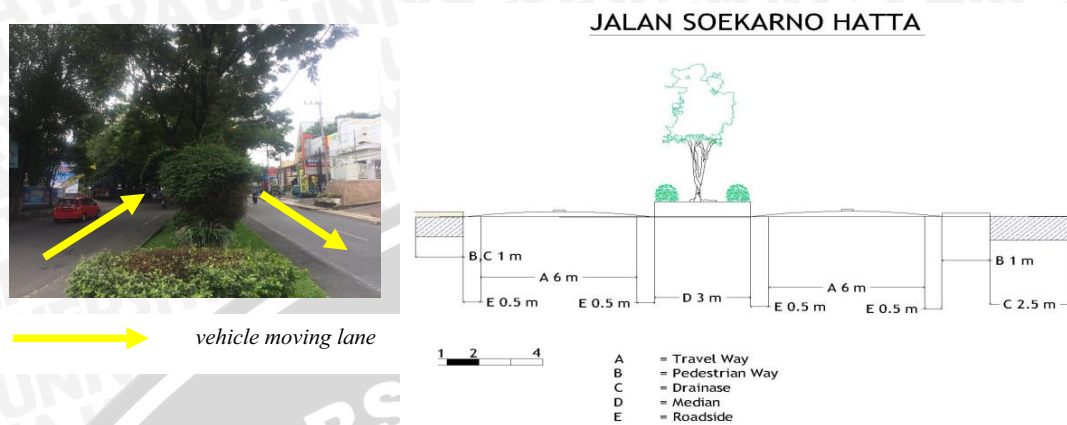 JALAN SOEKARNO HATTA
B,C 1 m
A 6 m
E 0.5 m
E 0.5 m
D 3 m
E 0.5 m
A 6 m
E 0.5 m
B 1 m
C 2.5 m
vehicle moving lane
1 2 4
A = Travel Way
B = Pedestrian Way
C = Drainase
D = Median
E = Roadside